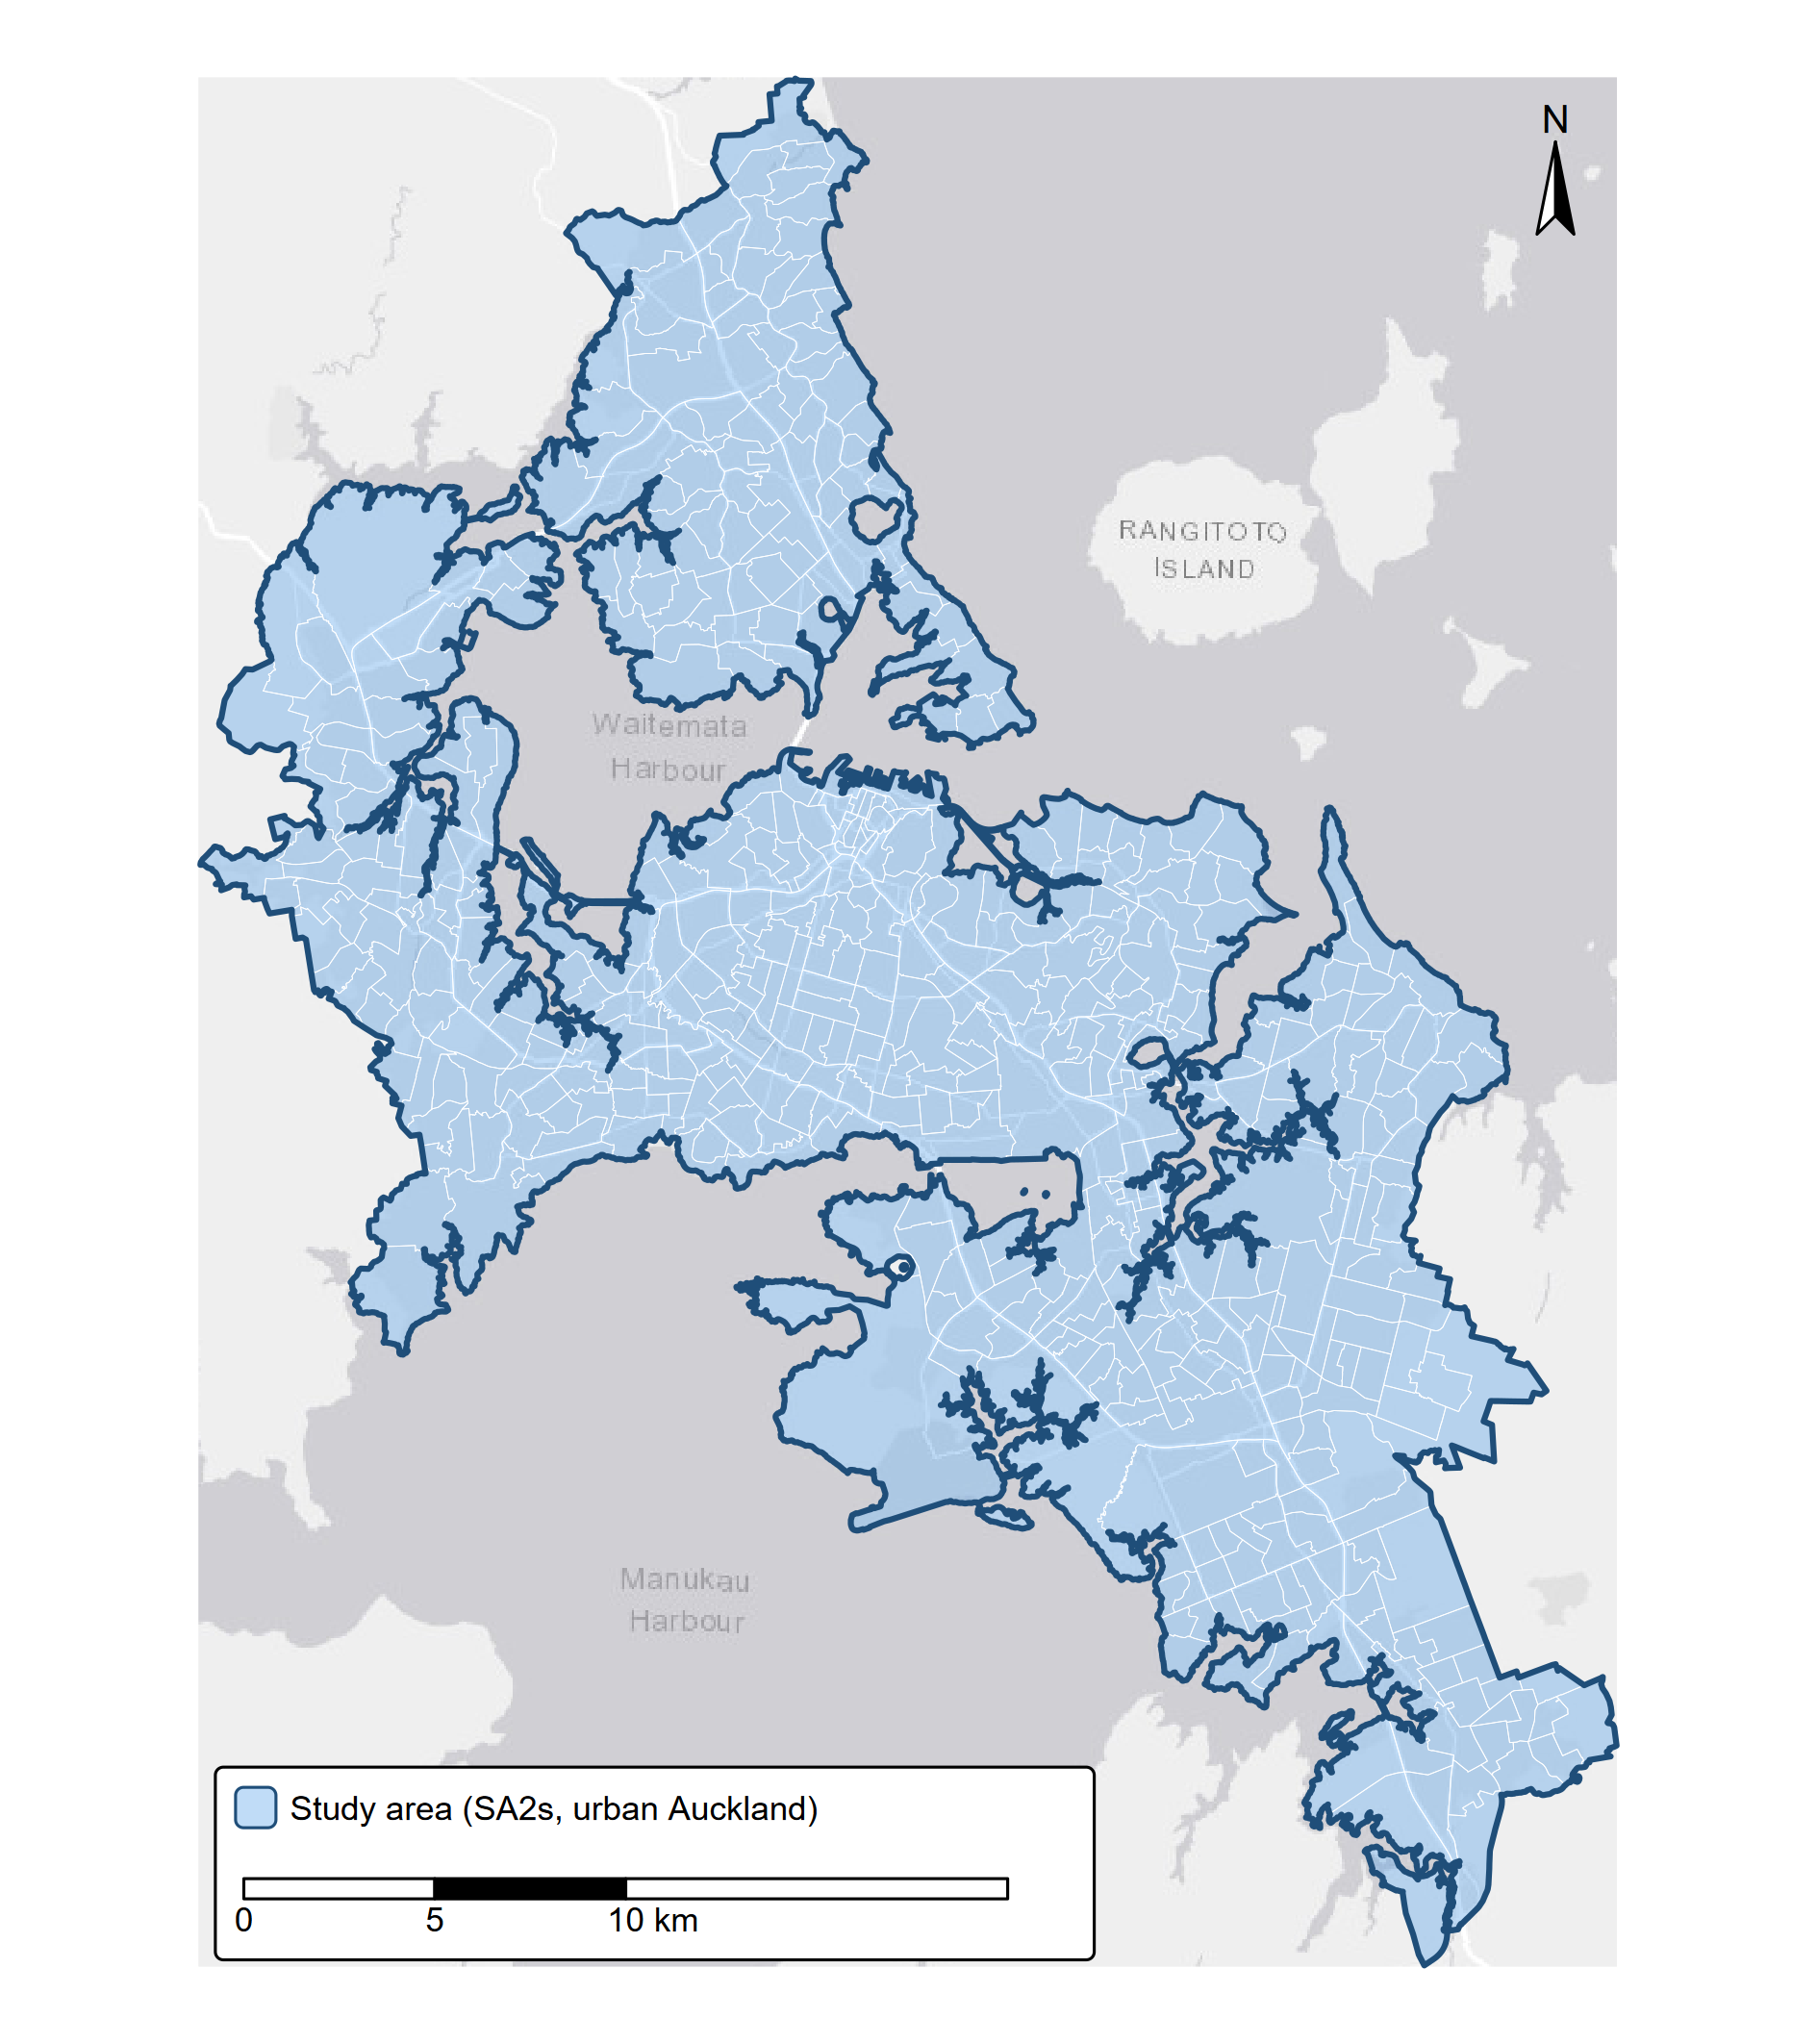 N
RANGITOTO
ISLAND
Waitemata
Harbour
Manukau
Harbour
Study area (SA2s, urban Auckland)
0 5 10 km